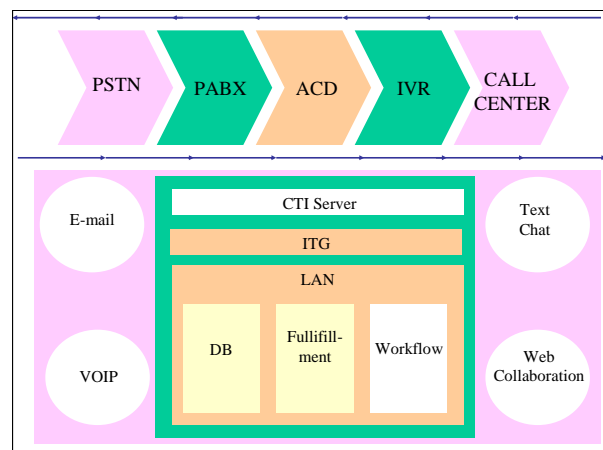 PSTN
PABX
ACD
IVR
CALL
CENTER
E-mail
CTI Server
Text
Chat
ITG
LAN
DB
Fullifill-
ment
Workflow
VOIP
Web
Collaboration